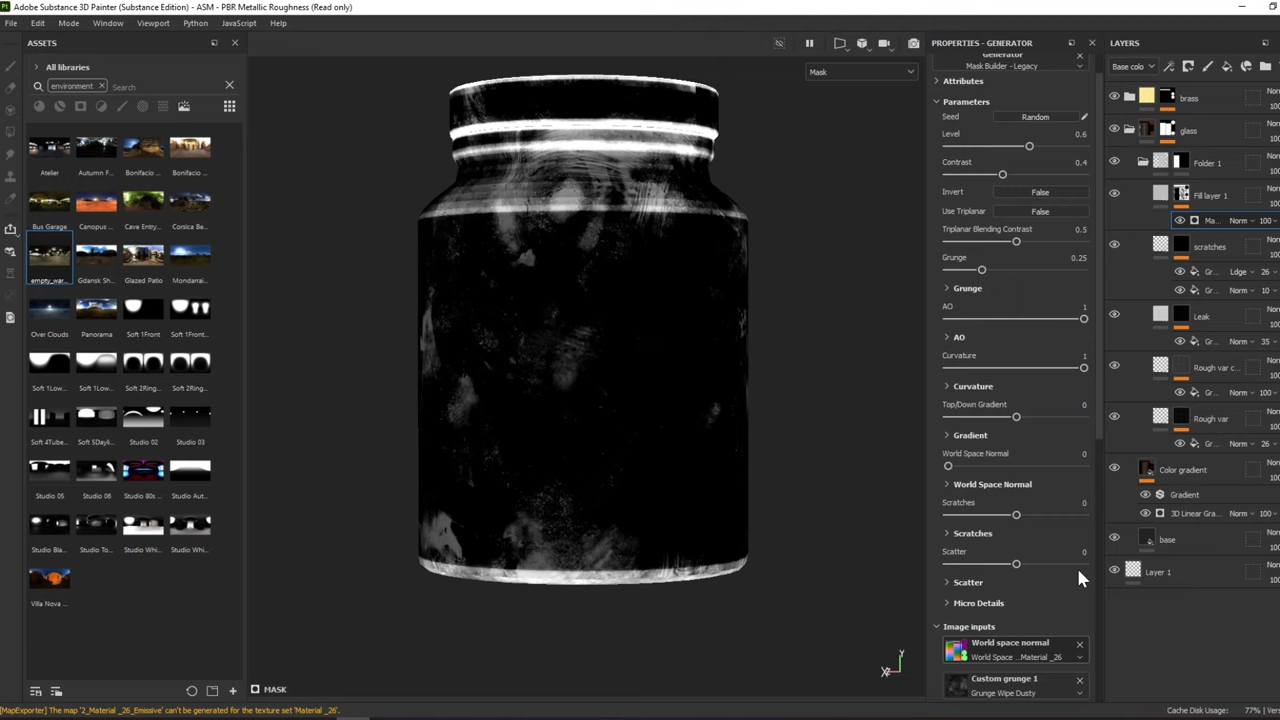 Adobe Substance 3D Painter (Substance Edition) - ASM - PBR Metallic Roughness (Read only)
File Edit Mode Window Viewport Python JavaScript Help
ASSETS
All libraries
environment Search
Atelier Autumn F... Bonifacio ... Bonifacio ...
Bus Garage Canopus ... Cave Entry... Corsica Be...
empty_war... Gdansk Sh... Glazed Patio Mondarrai...
Over Clouds Panorama Soft 1Front Soft 1Front...
Soft 1Low... Soft 1Low... Soft 2Ring... Soft 2Ring...
Soft 4Tube... Soft 5Dayli... Studio 02 Studio 03
Studio 05 Studio 06 Studio 80s ... Studio Aut...
Studio Bla... Studio To... Studio Whi... Studio Whi...
Villa Nova ...
Mask
MASK
Y
X
PROPERTIES - GENERATOR
Generator
Mask Builder - Legacy
Attributes
Parameters
Seed Random
Level 0.6
Contrast 0.4
Invert False
Use Triplanar False
Triplanar Blending Contrast 0.5
Grunge 0.25
Grunge
AO 1
AO
Curvature 1
Curvature
Top/Down Gradient 0
Gradient
World Space Normal 0
World Space Normal
Scratches 0
Scratches
Scatter 0
Scatter
Micro Details
Image inputs
World space normal
World Space ...Material _26
Custom grunge 1
Grunge Wipe Dusty
LAYERS
Base colo
brass
glass
Folder 1
Fill layer 1
Ma... Norm 100
scratches
Gr... Ldge 26
Gr... Norm 10
Leak
Gr... Norm 35
Rough var c...
Gr... Norm 100
Rough var
Gr... Norm 26
Color gradient
Gradient
3D Linear Gra... Norm 100
base
Layer 1
[MapExporter] The map '2_Material _26_Emissive' can't be generated for the texture set 'Material _26'.
Cache Disk Usage: 77%